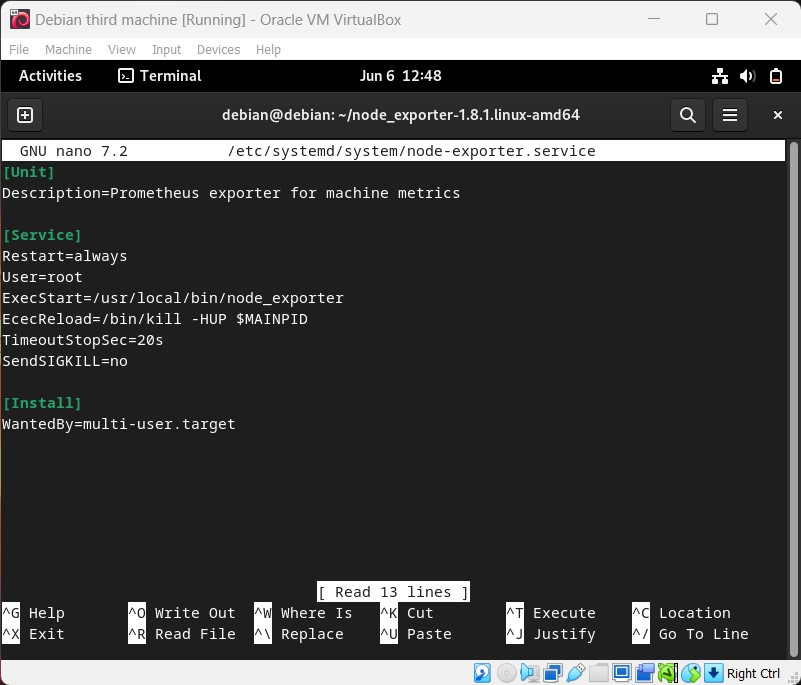 Debian third machine [Running] - Oracle VM VirtualBox
File Machine View Input Devices Help
Activities Terminal Jun 6 12:48
debian@debian: ~/node_exporter-1.8.1.linux-amd64
GNU nano 7.2 /etc/systemd/system/node-exporter.service
[Unit]
Description=Prometheus exporter for machine metrics
[Service]
Restart=always
User=root
ExecStart=/usr/local/bin/node_exporter
EcecReload=/bin/kill -HUP $MAINPID
TimeoutStopSec=20s
SendSIGKILL=no
[Install]
WantedBy=multi-user.target
[ Read 13 lines ]
^G Help ^O Write Out ^W Where Is ^K Cut ^T Execute ^C Location
^X Exit ^R Read File ^\ Replace ^U Paste ^J Justify ^/ Go To Line
Right Ctrl